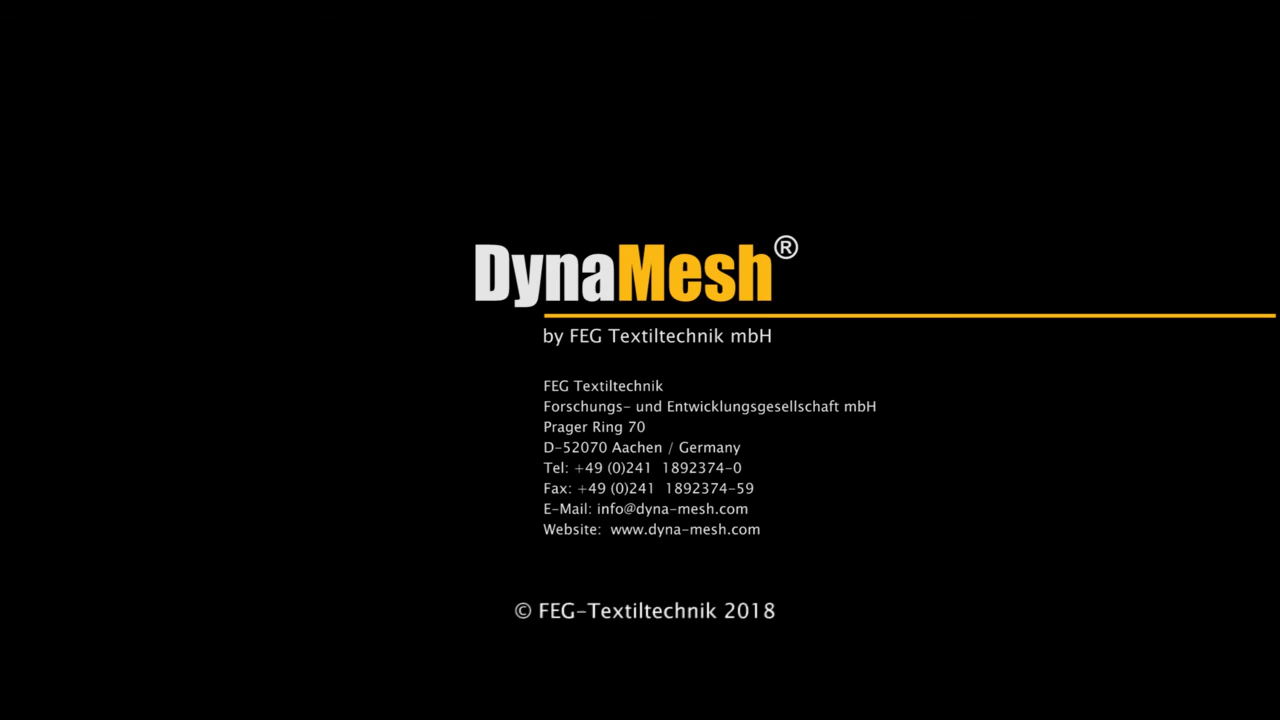 DynaMesh®
by FEG Textiltechnik mbH
FEG Textiltechnik
Forschungs- und Entwicklungsgesellschaft mbH
Prager Ring 70
D-52070 Aachen / Germany
Tel: +49 (0)241  1892374-0
Fax: +49 (0)241  1892374-59
E-Mail: info@dyna-mesh.com
Website:  www.dyna-mesh.com
© FEG-Textiltechnik 2018